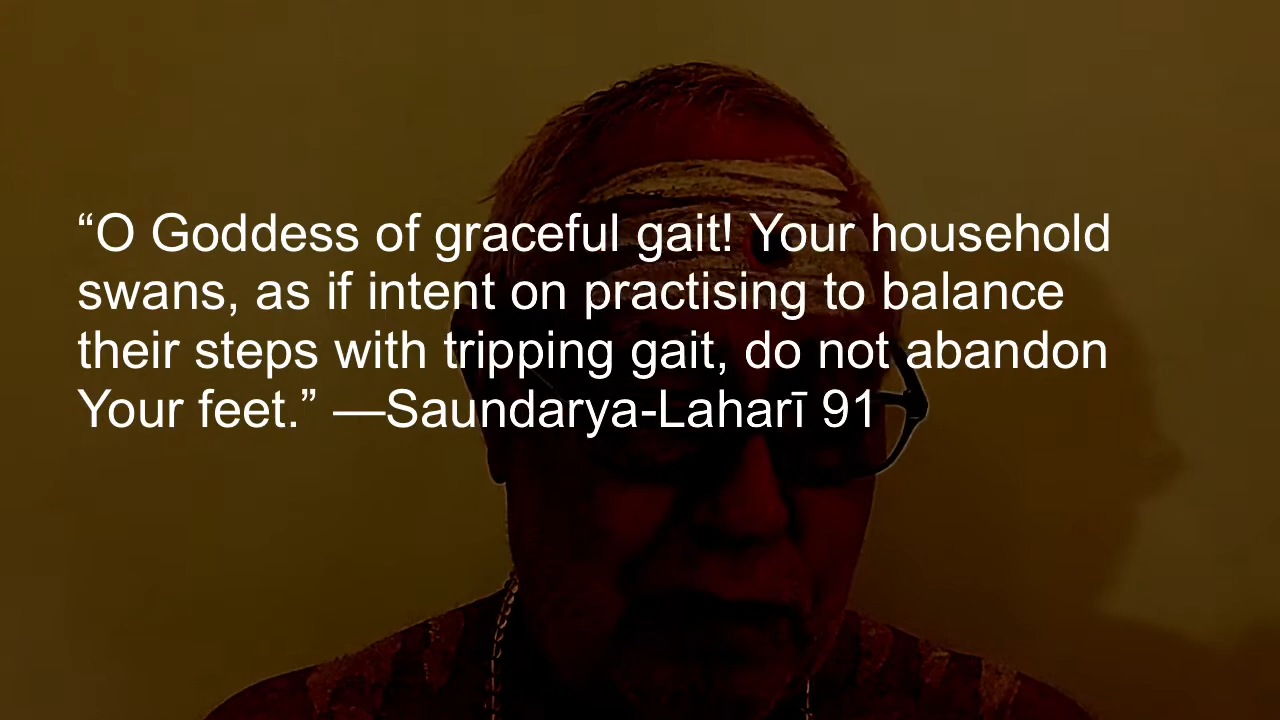 “O Goddess of graceful gait! Your household
swans, as if intent on practising to balance
their steps with tripping gait, do not abandon
Your feet.” —Saundarya-Laharī 91